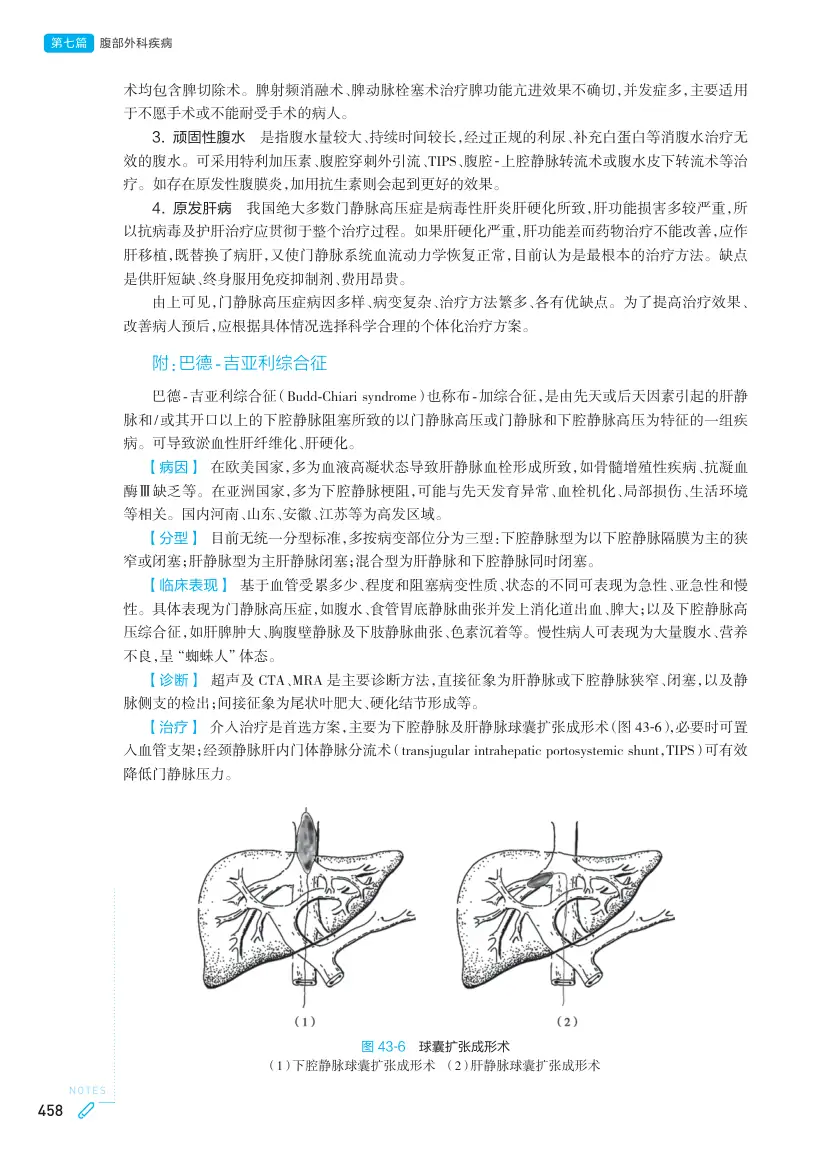 第七篇 腹部外科疾病
术均包含脾切除术。脾射频消融术、脾动脉栓塞术治疗脾功能亢进效果不确切,并发症多,主要适用
于不愿手术或不能耐受手术的病人。
3. 顽固性腹水 是指腹水量较大、持续时间较长,经过正规的利尿、补充白蛋白等消腹水治疗无
效的腹水。可采用特利加压素、腹腔穿刺外引流、TIPS、腹腔-上腔静脉转流术或腹水皮下转流术等治
疗。如存在原发性腹膜炎,加用抗生素则会起到更好的效果。
4. 原发肝病 我国绝大多数门静脉高压症是病毒性肝炎肝硬化所致,肝功能损害多较严重,所
以抗病毒及护肝治疗应贯彻于整个治疗过程。如果肝硬化严重,肝功能差而药物治疗不能改善,应作
肝移植,既替换了病肝,又使门静脉系统血流动力学恢复正常,目前认为是最根本的治疗方法。缺点
是供肝短缺、终身服用免疫抑制剂、费用昂贵。
由上可见,门静脉高压症病因多样、病变复杂、治疗方法繁多、各有优缺点。为了提高治疗效果、
改善病人预后,应根据具体情况选择科学合理的个体化治疗方案。
附:巴德-吉亚利综合征
巴德-吉亚利综合征(Budd-Chiari syndrome)也称布-加综合征,是由先天或后天因素引起的肝静
脉和/或其开口以上的下腔静脉阻塞所致的以门静脉高压或门静脉和下腔静脉高压为特征的一组疾
病。可导致淤血性肝纤维化、肝硬化。
【病因】 在欧美国家,多为血液高凝状态导致肝静脉血栓形成所致,如骨髓增殖性疾病、抗凝血
酶Ⅲ缺乏等。在亚洲国家,多为下腔静脉梗阻,可能与先天发育异常、血栓机化、局部损伤、生活环境
等相关。国内河南、山东、安徽、江苏等为高发区域。
【分型】 目前无统一分型标准,多按病变部位分为三型:下腔静脉型为以下腔静脉隔膜为主的狭
窄或闭塞;肝静脉型为主肝静脉闭塞;混合型为肝静脉和下腔静脉同时闭塞。
【临床表现】 基于血管受累多少、程度和阻塞病变性质、状态的不同可表现为急性、亚急性和慢
性。具体表现为门静脉高压症,如腹水、食管胃底静脉曲张并发上消化道出血、脾大;以及下腔静脉高
压综合征,如肝脾肿大、胸腹壁静脉及下肢静脉曲张、色素沉着等。慢性病人可表现为大量腹水、营养
不良,呈“蜘蛛人”体态。
【诊断】 超声及 CTA、MRA 是主要诊断方法,直接征象为肝静脉或下腔静脉狭窄、闭塞,以及静
脉侧支的检出;间接征象为尾状叶肥大、硬化结节形成等。
【治疗】 介入治疗是首选方案,主要为下腔静脉及肝静脉球囊扩张成形术(图 43-6),必要时可置
入血管支架;经颈静脉肝内门体静脉分流术(transjugular intrahepatic portosystemic shunt,TIPS)可有效
降低门静脉压力。
(1) (2)
图 43-6 球囊扩张成形术
(1)下腔静脉球囊扩张成形术 (2)肝静脉球囊扩张成形术
NOTES
458